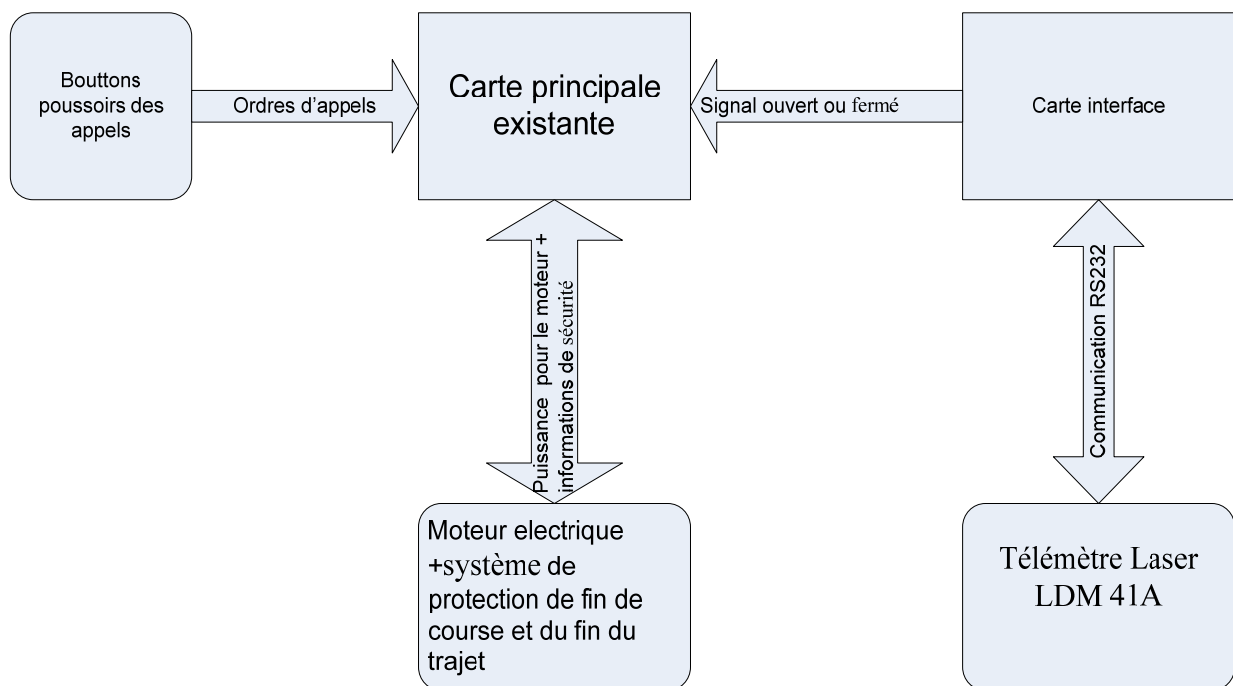 Bouttons
poussoirs des
appels
Ordres d'appels
Carte principale
existante
Signal ouvert ou fermé
Carte interface
Puissance pour le moteur +
informations de sécurité
Communication RS232
Moteur electrique
+système de
protection de fin de
course et du fin du
trajet
Télémètre Laser
LDM 41A